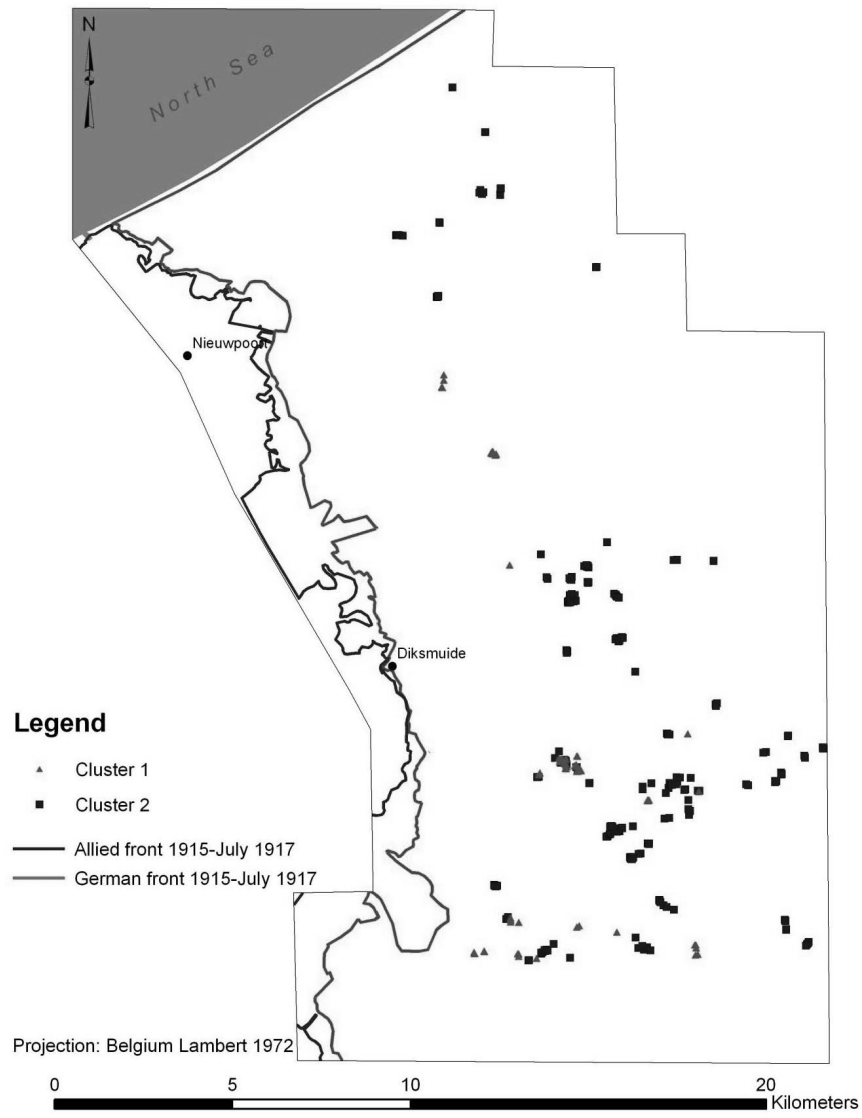 N
North Sea
Nieuwpoort
Diksmuide
Legend
Cluster 1
Cluster 2
Allied front 1915-July 1917
German front 1915-July 1917
Projection: Belgium Lambert 1972
0 5 10 20
Kilometers